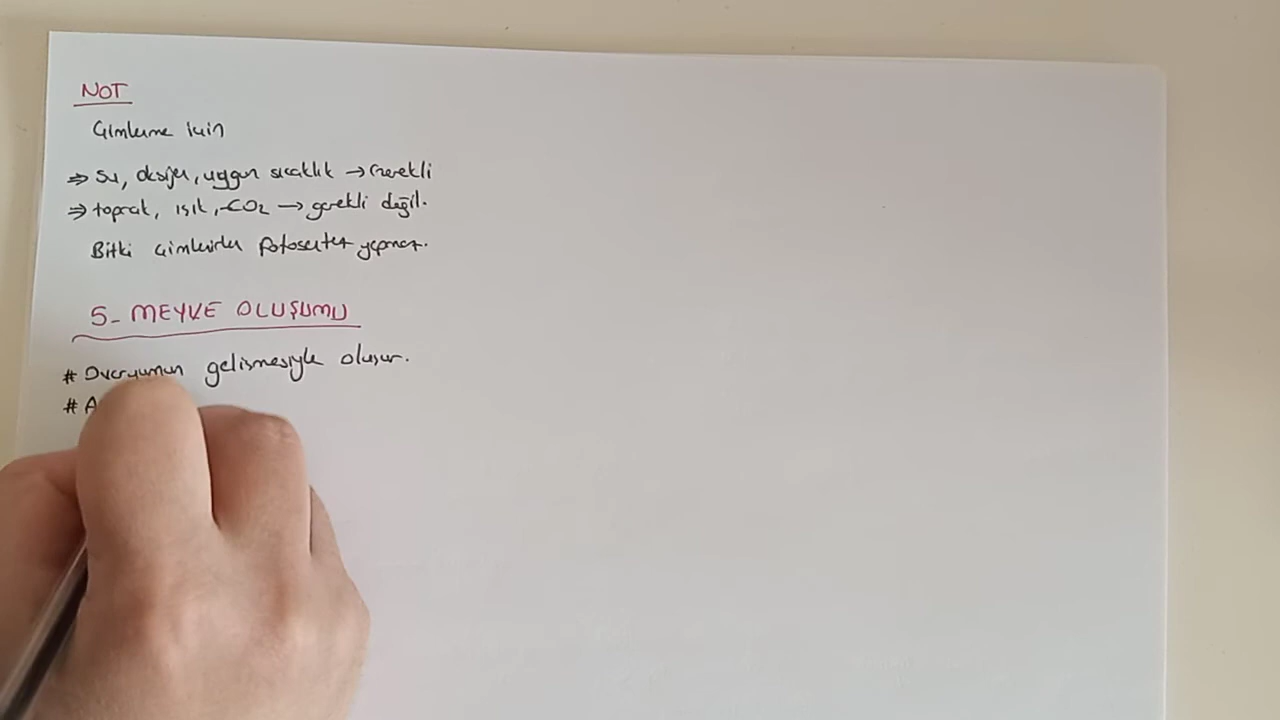 NOT
Çimlenme için
⇒ Su, oksijen, uygun sıcaklık → Gerekli
⇒ toprak, ışık, CO2 → gerekli değil.
Bitki çimlenirken fotosentez yapmaz.
5- MEYVE OLUŞUMU
# Ovaryumun gelişmesiyle oluşur.
# A